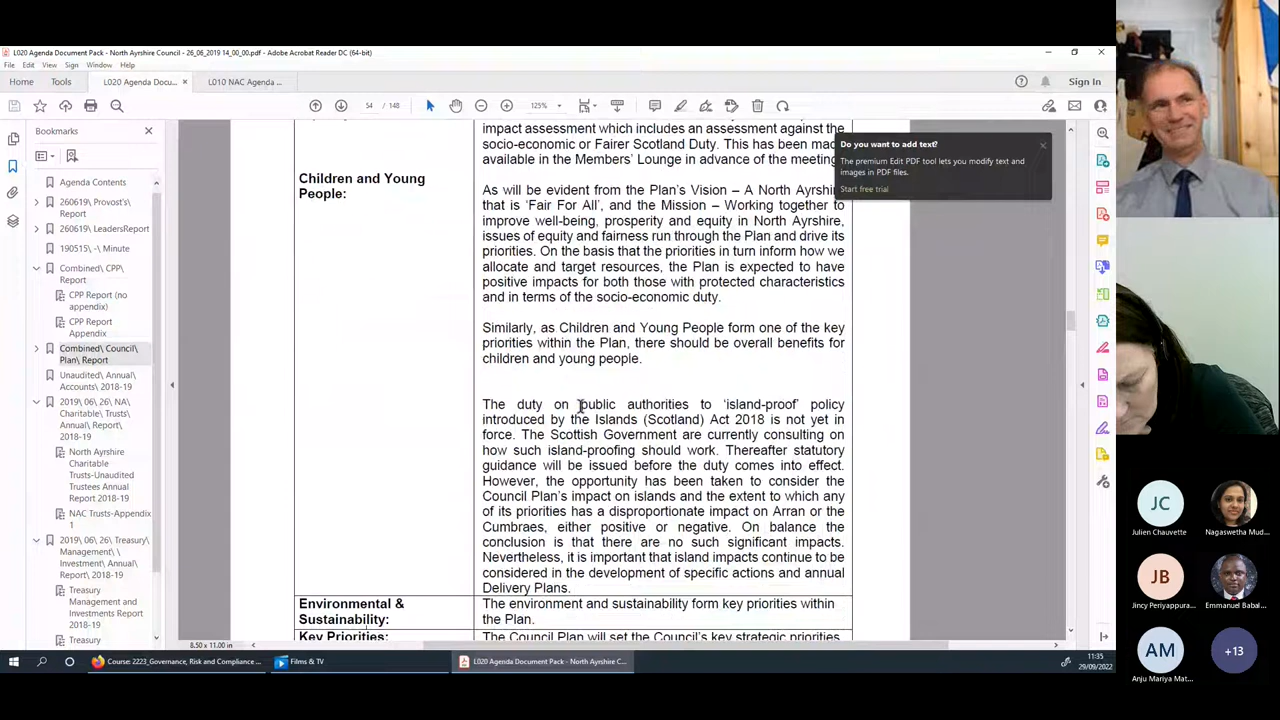 L020 Agenda Document Pack - North Ayrshire Council - 26_06_2019 14_00_00.pdf - Adobe Acrobat Reader DC (64-bit)
File Edit View Sign Window Help
Home Tools L020 Agenda Docu... × L010 NAC Agenda ... Sign In
54 / 148 125%
Bookmarks
Agenda Contents
260619\ Provost's\
Report
260619\ LeadersReport
190515\ -\ Minute
Combined\ CPP\
Report
CPP Report (no
appendix)
CPP Report
Appendix
Combined\ Council\
Plan\ Report
Unaudited\ Annual\
Accounts\ 2018-19
2019\ 06\ 26\ NA\
Charitable\ Trusts\
Annual\ Report\
2018-19
North Ayrshire
Charitable
Trusts-Unaudited
Trustees Annual
Report 2018-19
NAC Trusts-Appendix
1
2019\ 06\ 26\ Treasury\
Management\ \
Investment\ Annual\
Report\ 2018-19
Treasury
Management and
Investments Report
2018-19
Treasury
impact assessment which includes an assessment against the
socio-economic or Fairer Scotland Duty. This has been made
available in the Members' Lounge in advance of the meeting
Children and Young
People:
As will be evident from the Plan's Vision – A North Ayrshire
that is 'Fair For All', and the Mission – Working together to
improve well-being, prosperity and equity in North Ayrshire,
issues of equity and fairness run through the Plan and drive its
priorities. On the basis that the priorities in turn inform how we
allocate and target resources, the Plan is expected to have
positive impacts for both those with protected characteristics
and in terms of the socio-economic duty.
Similarly, as Children and Young People form one of the key
priorities within the Plan, there should be overall benefits for
children and young people.
The duty on public authorities to 'island-proof' policy
introduced by the Islands (Scotland) Act 2018 is not yet in
force. The Scottish Government are currently consulting on
how such island-proofing should work. Thereafter statutory
guidance will be issued before the duty comes into effect.
However, the opportunity has been taken to consider the
Council Plan's impact on islands and the extent to which any
of its priorities has a disproportionate impact on Arran or the
Cumbraes, either positive or negative. On balance the
conclusion is that there are no such significant impacts.
Nevertheless, it is important that island impacts continue to be
considered in the development of specific actions and annual
Delivery Plans.
Environmental &
Sustainability:
The environment and sustainability form key priorities within
the Plan.
Key Priorities:
The Council Plan will set the Council's key strategic priorities
Do you want to add text?
The premium Edit PDF tool lets you modify text and
images in PDF files.
Start free trial
8.50 x 11.00 in
Course: 2223_Governance, Risk and Compliance ...
Films & TV
L020 Agenda Document Pack - North Ayrshire C...
11:35
29/09/2022
JC
Julien Chauvette
Nagaswetha Mud...
JB
Jincy Periyappura...
Emmanuel Babal...
AM
Anju Mariya Mat...
+13